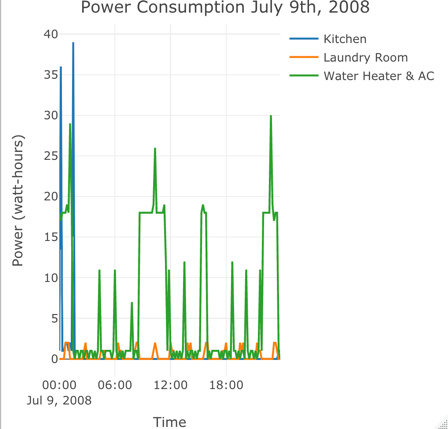 Power Consumption July 9th, 2008
Kitchen
Laundry Room
Water Heater & AC
Power (watt-hours)
40
35
30
25
20
15
10
5
0
00:00 06:00 12:00 18:00
Jul 9, 2008
Time